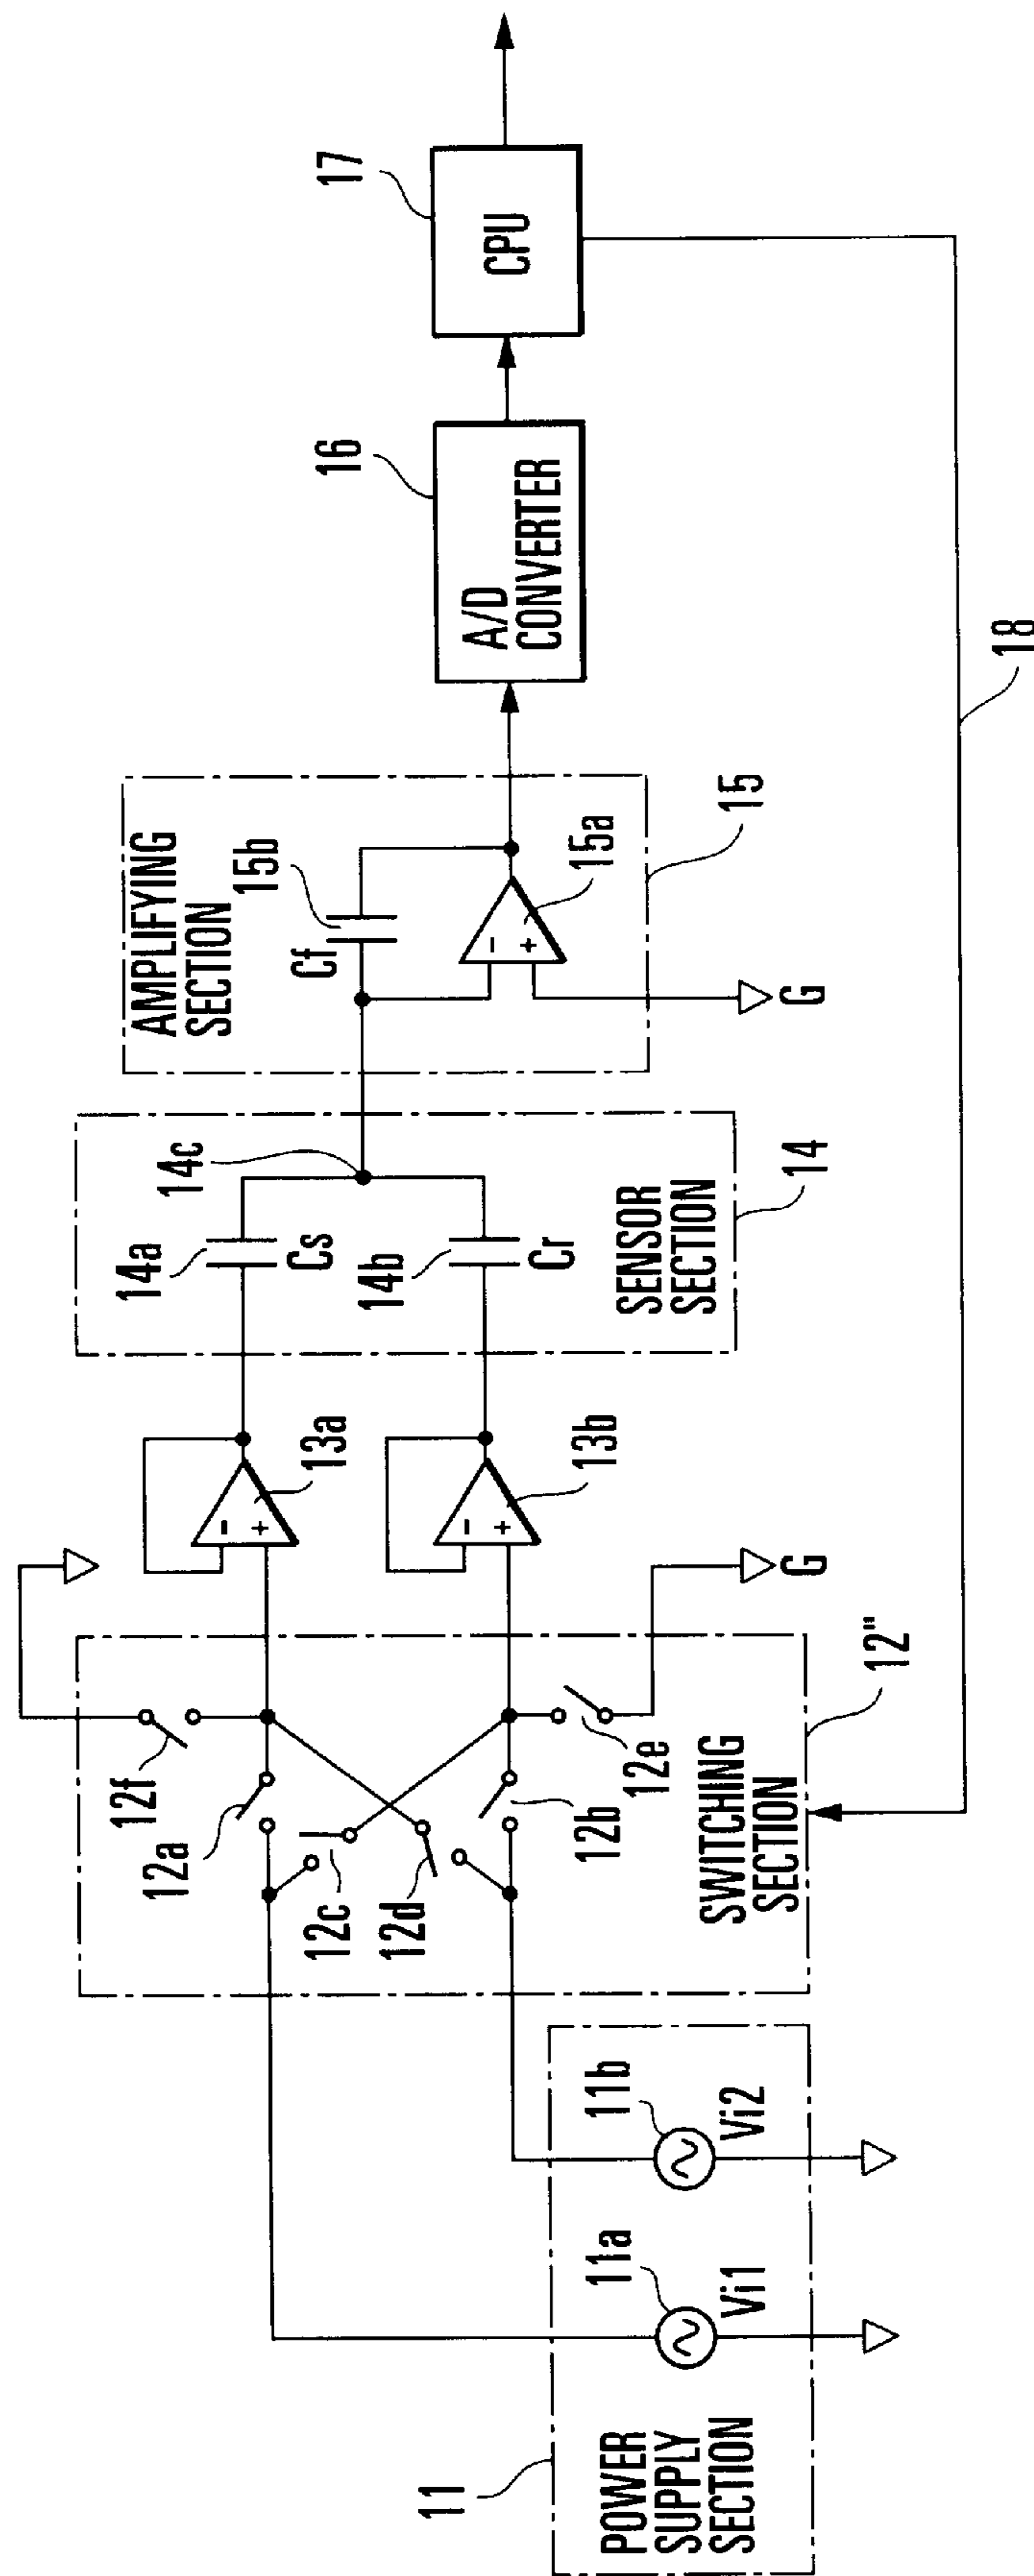 11
POWER
SUPPLY
SECTION
11a
Vi1
11b
Vi2
12f
12a
12c
12d
12b
12e
SWITCHING
SECTION
12"
G
13a
- +
13b
- +
14c
14a
Cs
14b
Cr
SENSOR
SECTION
14
AMPLIFYING
SECTION
15b
Cf
- +
15a
15
G
16
A/D
CONVERTER
17
CPU
18